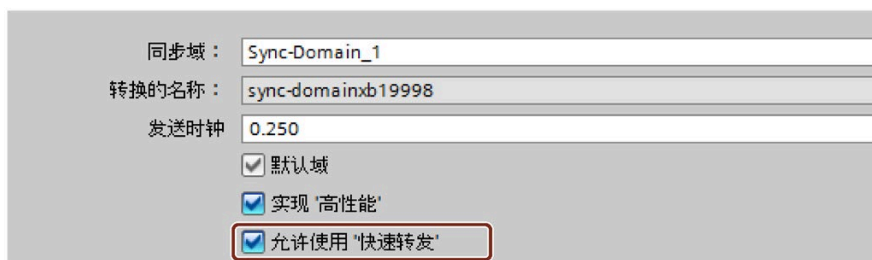 同步域： Sync-Domain_1
转换的名称： sync-domainxb19998
发送时钟 0.250
默认域
实现 '高性能'
允许使用 '快速转发'